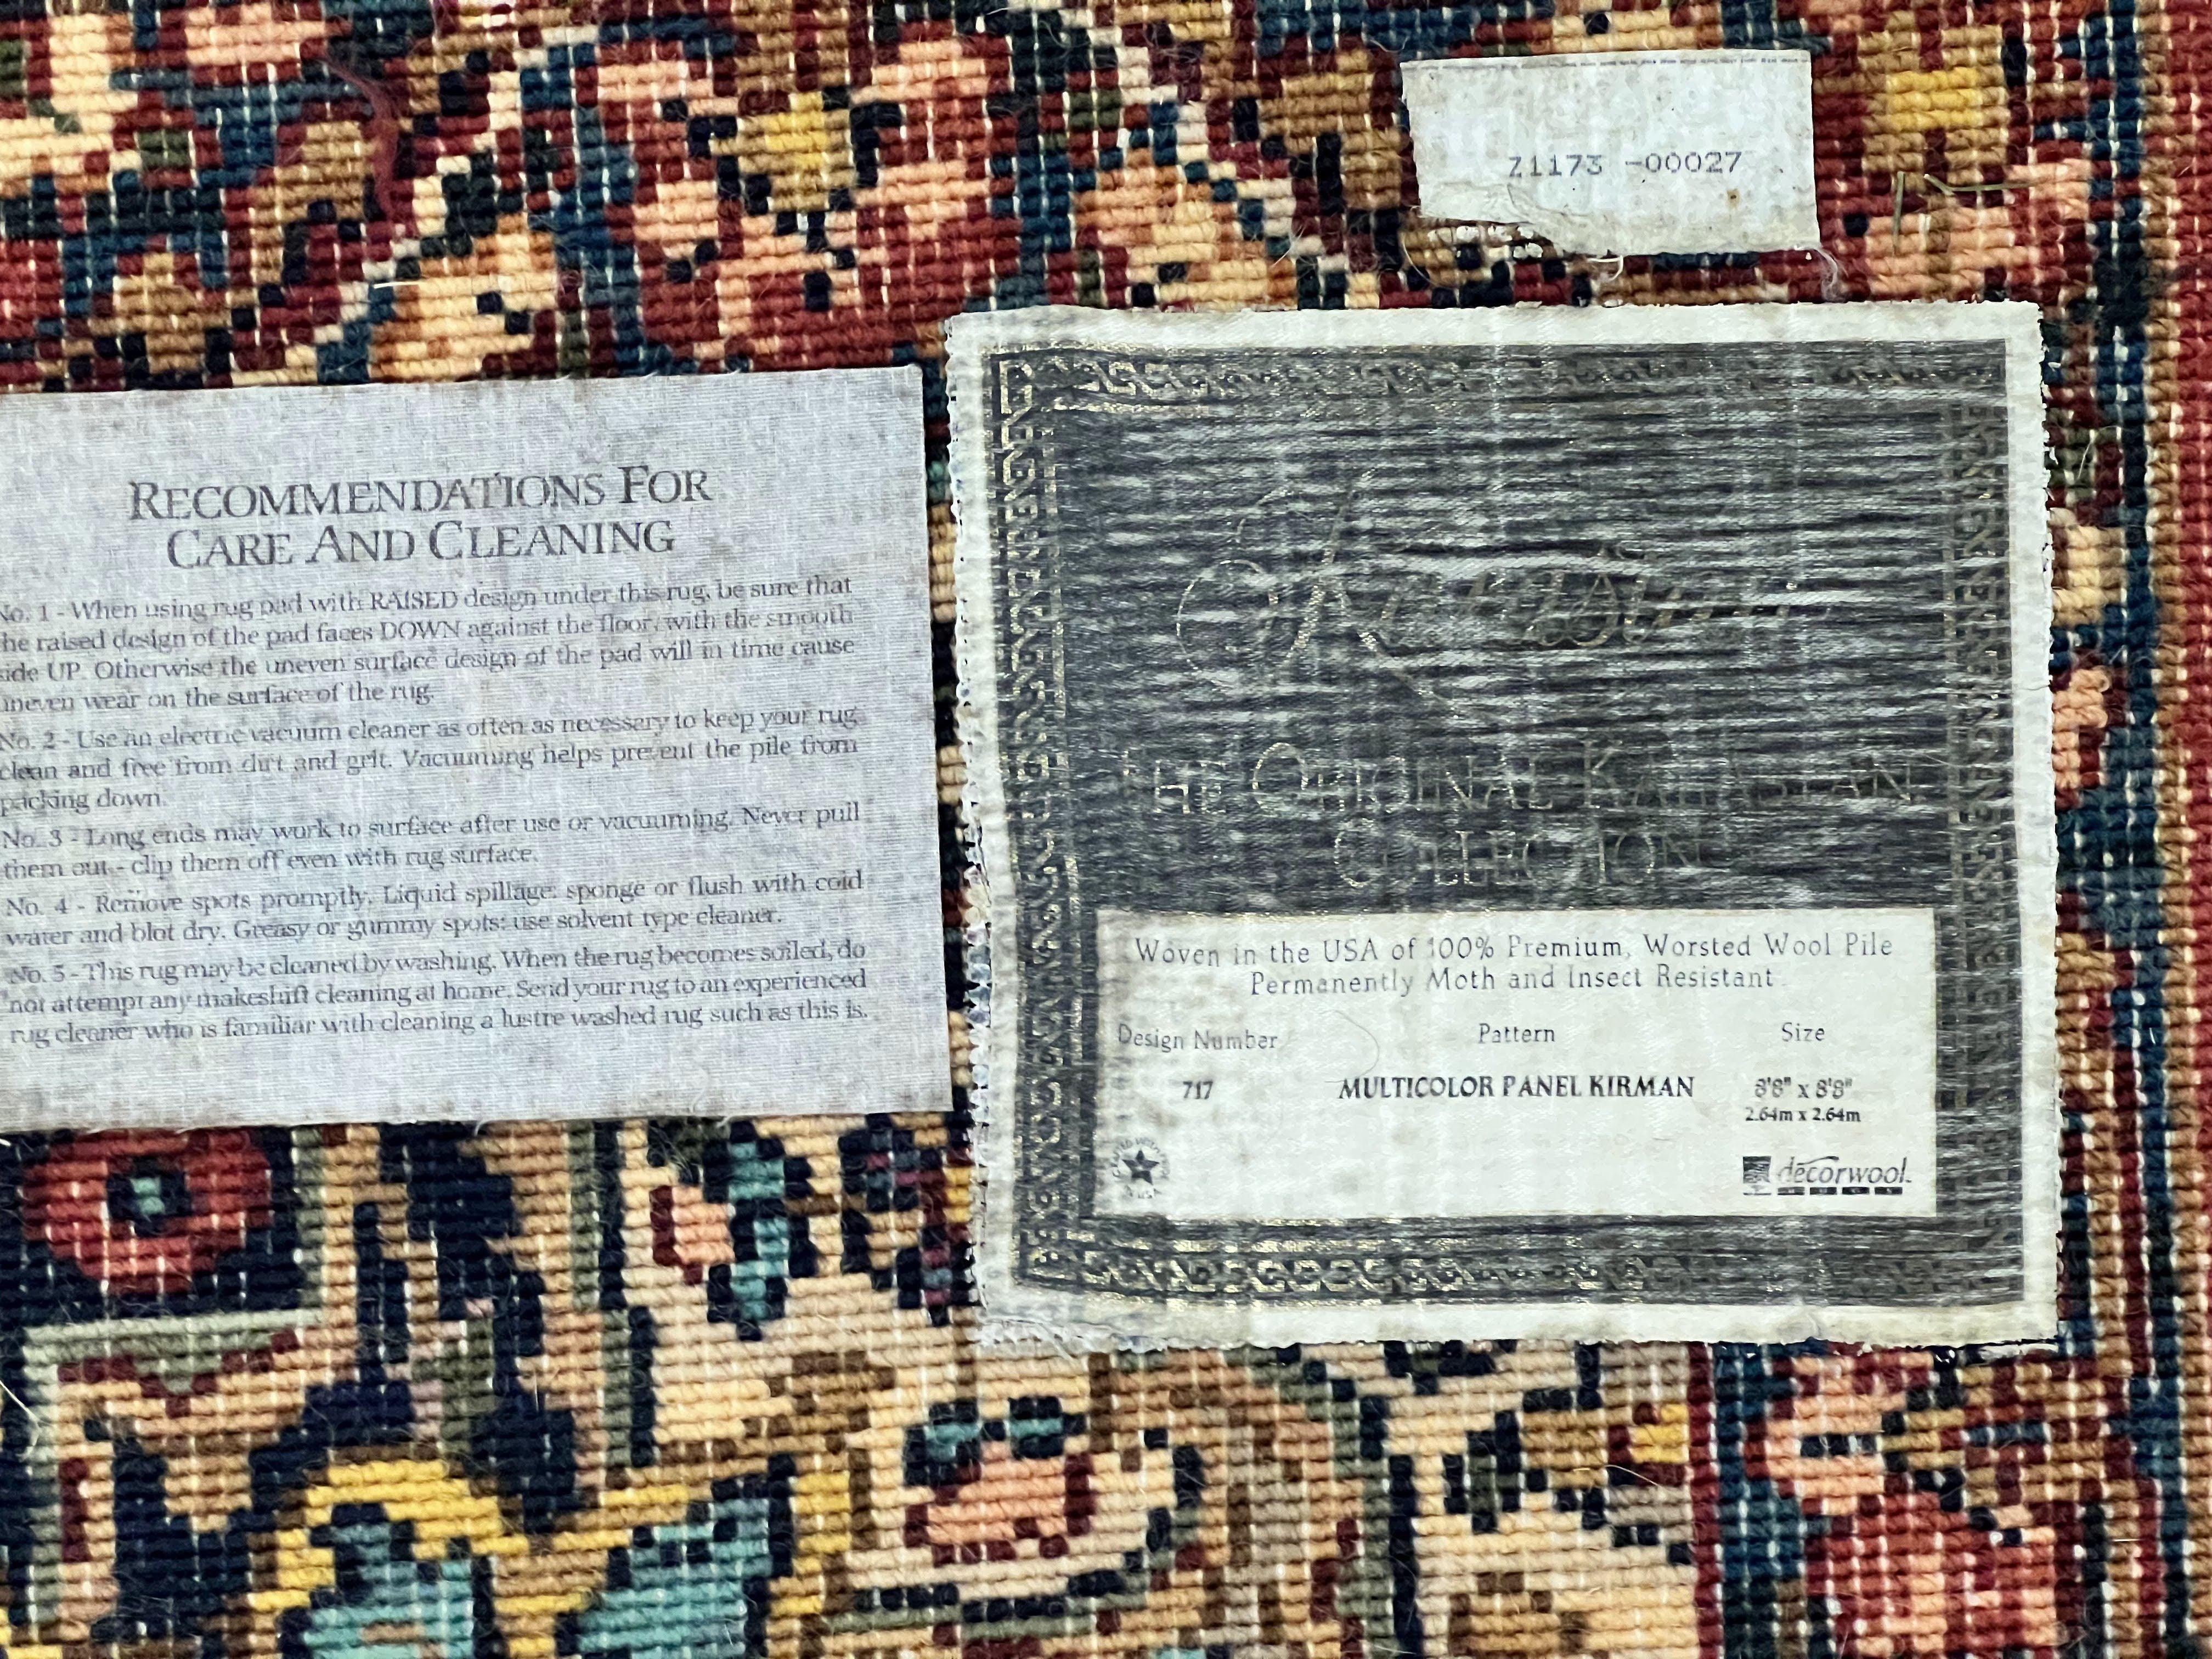 Z1173 -00027
RECOMMENDATIONS FOR
CARE AND CLEANING
No. 1 - When using rug pad with RAISED design under this rug, be sure that
he raised design of the pad faces DOWN against the floor, with the smooth
side UP. Otherwise the uneven surface design of the pad will in time cause
uneven wear on the surface of the rug.
No. 2 - Use an electric vacuum cleaner as often as necessary to keep your rug
clean and free from dirt and grit. Vacuuming helps prevent the pile from
packing down.
No. 3 - Long ends may work to surface after use or vacuuming. Never pull
them out - clip them off even with rug surface.
No. 4 - Remove spots promptly. Liquid spillage: sponge or flush with cold
water and blot dry. Greasy or gummy spots: use solvent type cleaner.
No. 5 - This rug may be cleaned by washing. When the rug becomes soiled, do
not attempt any makeshift cleaning at home. Send your rug to an experienced
rug cleaner who is familiar with cleaning a lustre washed rug such as this is.
Karastan
THE ORIGINAL KARASTAN
COLLECTION
Woven in the USA of 100% Premium, Worsted Wool Pile
Permanently Moth and Insect Resistant
Design Number Pattern Size
717 MULTICOLOR PANEL KIRMAN 8'8" x 8'8"
2.64m x 2.64m
decorwool